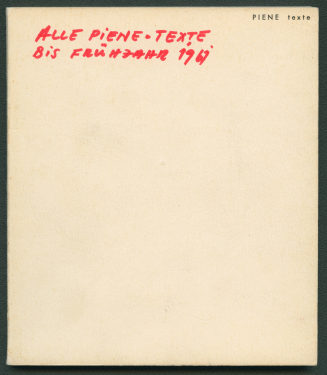 PIENE texte
ALLE PiENE-TEXTE
BiS FRÜHJAHR 1961